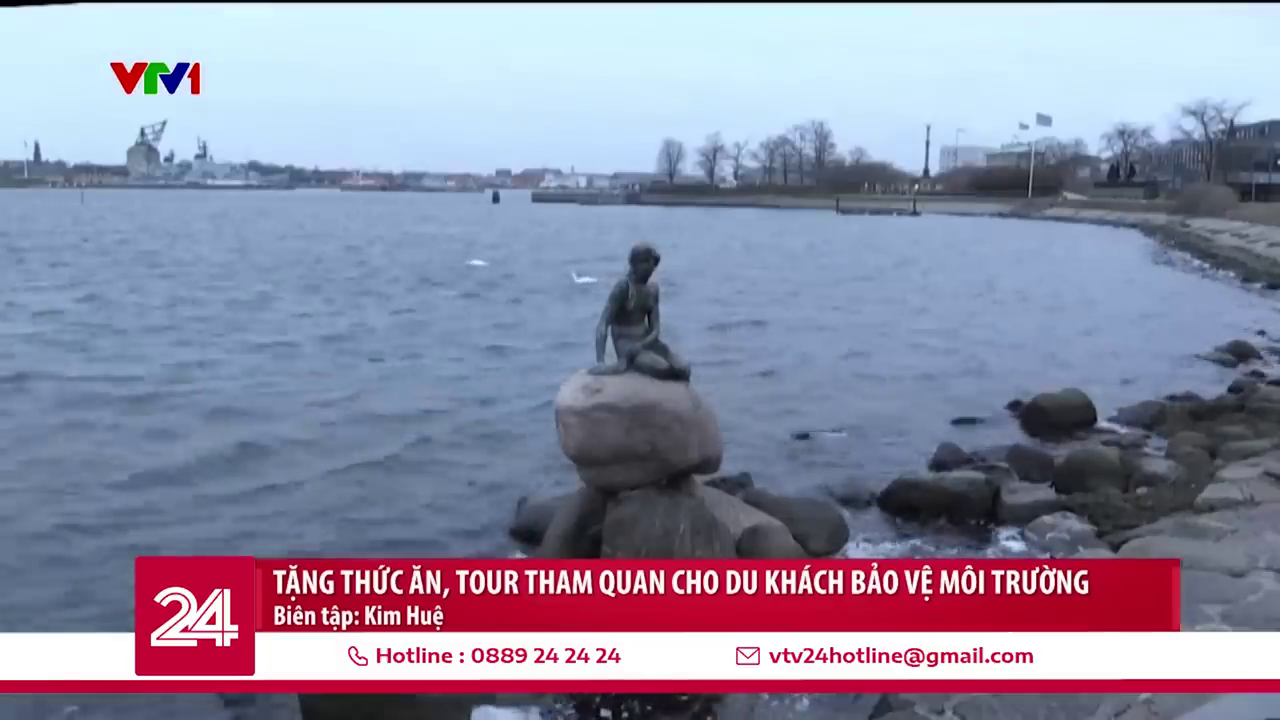 VTV1
24
TẶNG THỨC ĂN, TOUR THAM QUAN CHO DU KHÁCH BẢO VỆ MÔI TRƯỜNG
Biên tập: Kim Huệ
Hotline : 0889 24 24 24
vtv24hotline@gmail.com